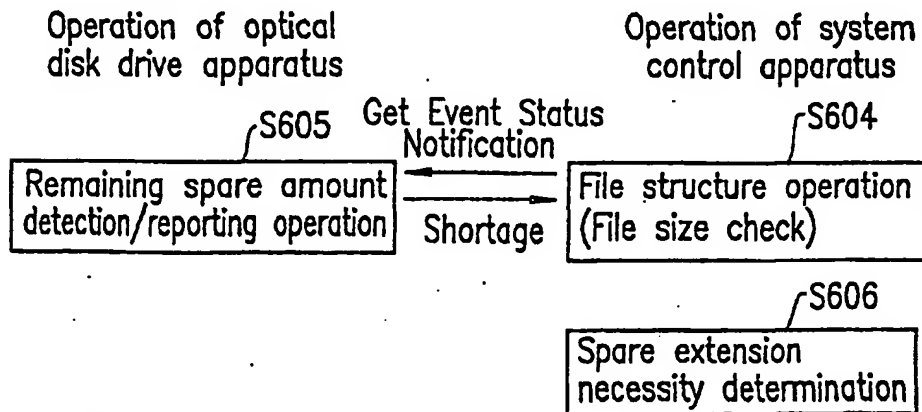 Operation of optical
disk drive apparatus
Operation of system
control apparatus
S605
Get Event Status
Notification
S604
Remaining spare amount
detection/reporting operation
Shortage
File structure operation
(File size check)
S606
Spare extension
necessity determination